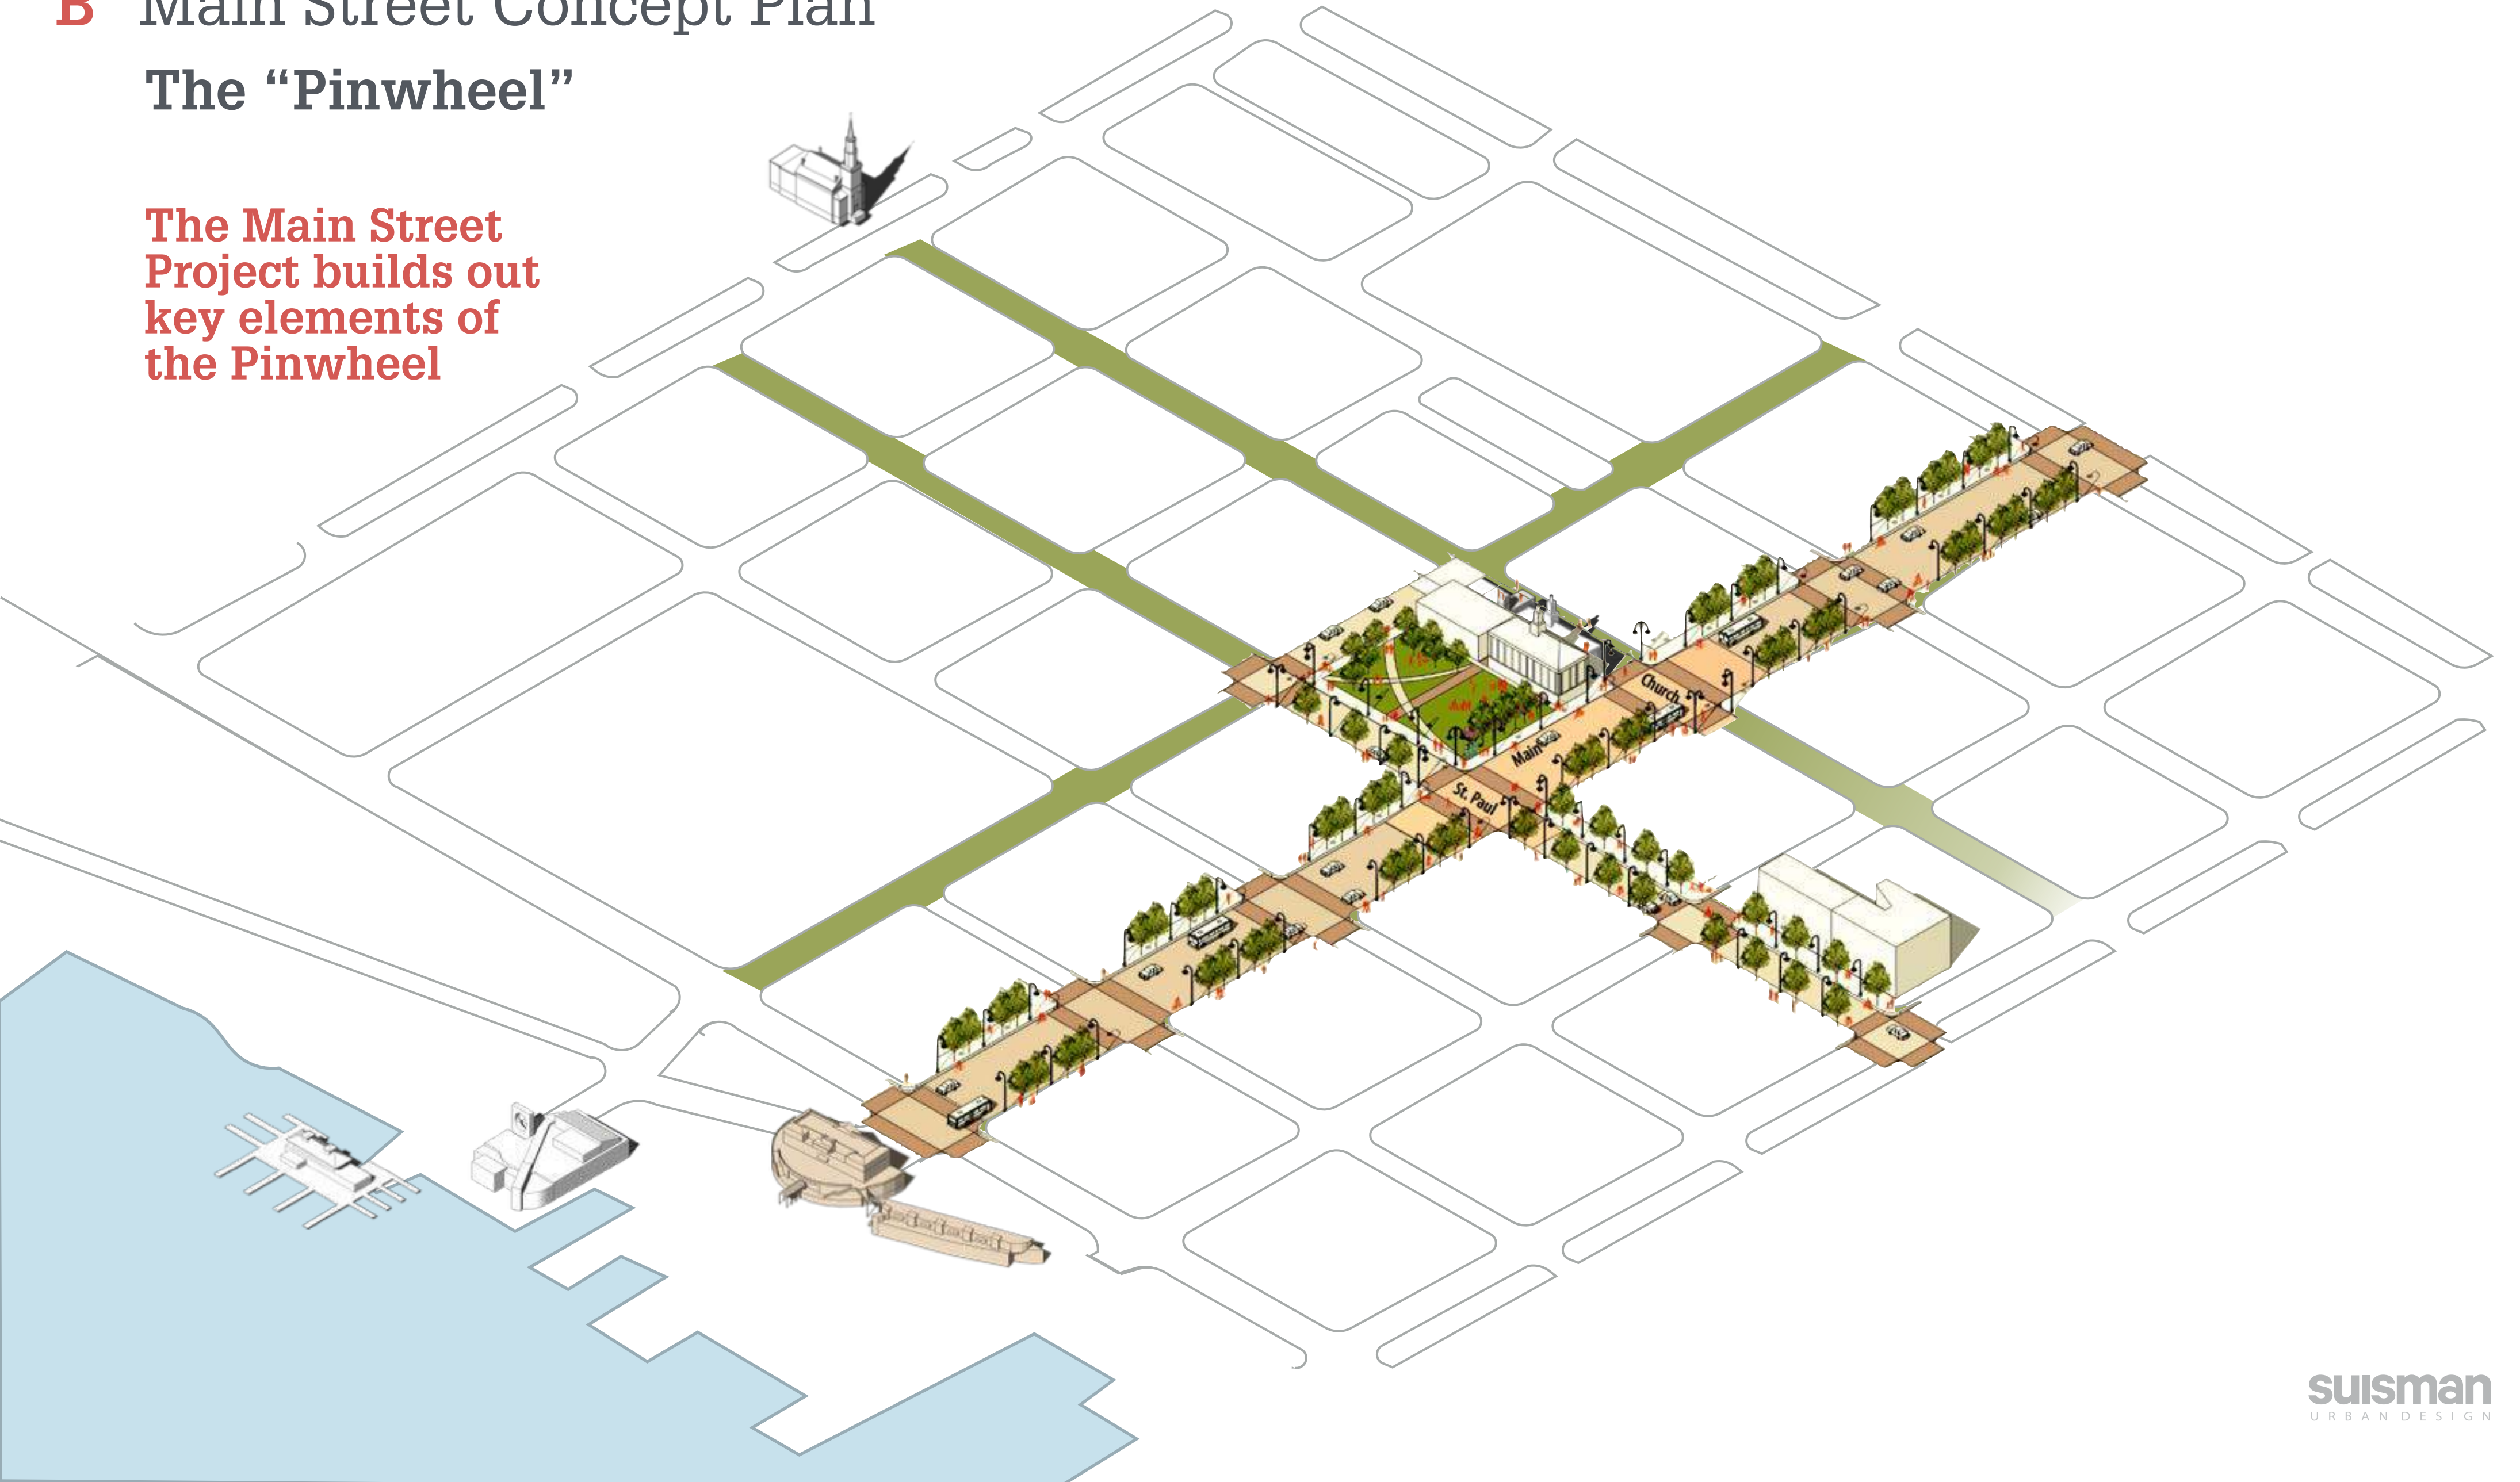 B Main Street Concept Plan
The “Pinwheel”
The Main Street
Project builds out
key elements of
the Pinwheel
Church
Main
St. Paul
suisman
URBAN DESIGN